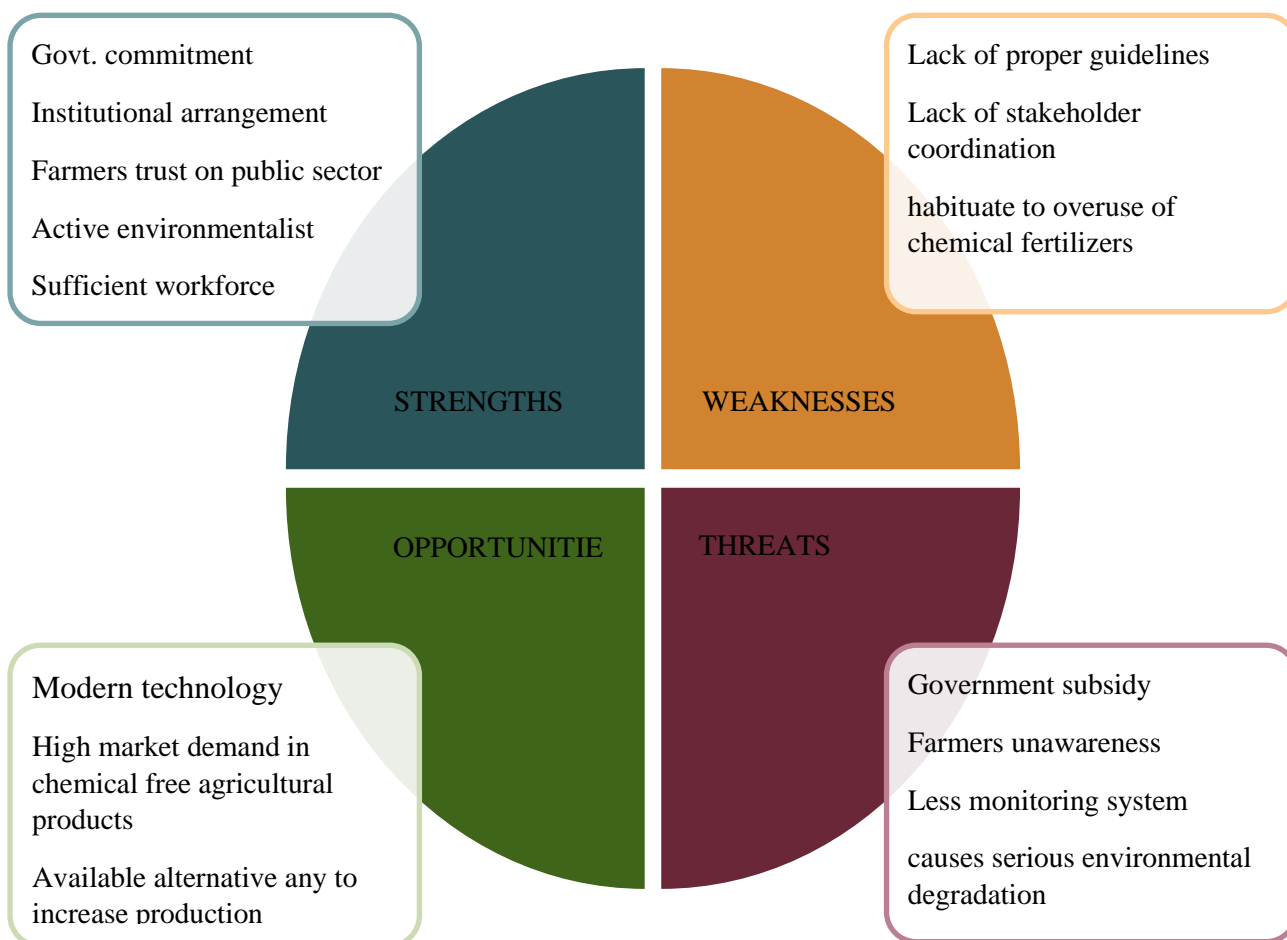 Govt. commitment
Institutional arrangement
Farmers trust on public sector
Active environmentalist
Sufficient workforce
Lack of proper guidelines
Lack of stakeholder
coordination
habituate to overuse of
chemical fertilizers
STRENGTHS
WEAKNESSES
OPPORTUNITIE
THREATS
Modern technology
High market demand in
chemical free agricultural
products
Available alternative any to
increase production
Government subsidy
Farmers unawareness
Less monitoring system
causes serious environmental
degradation